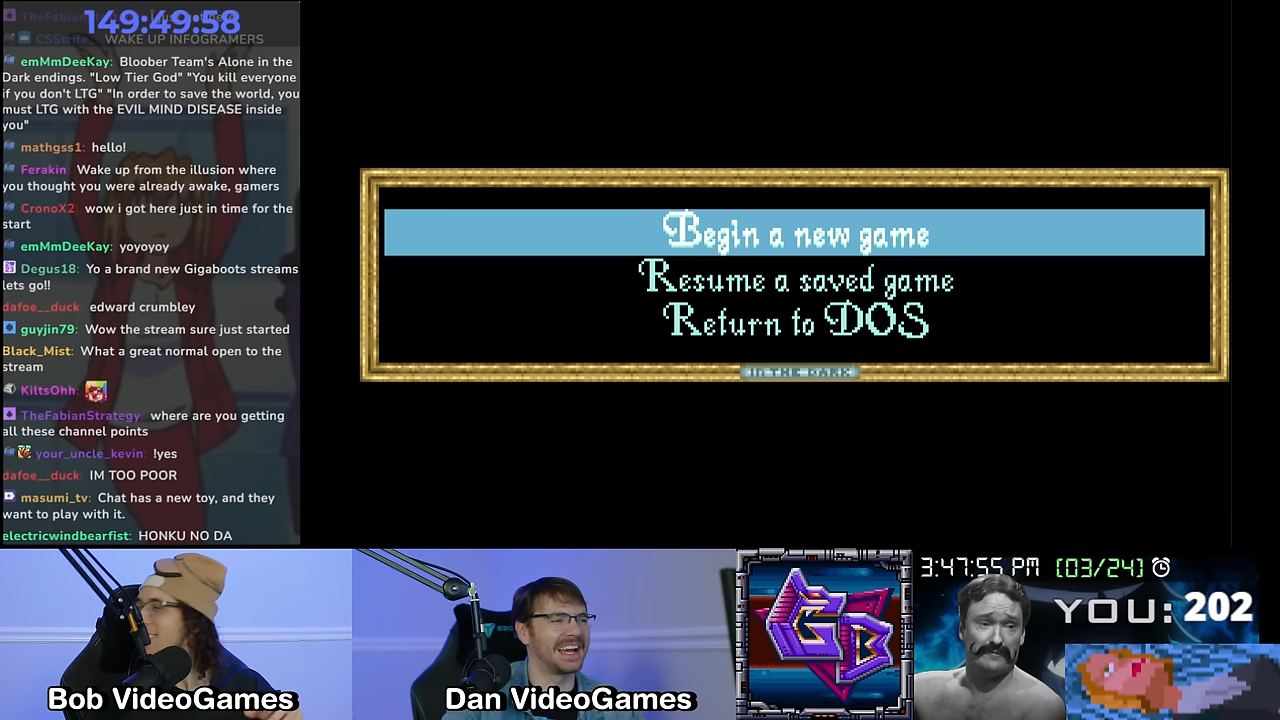 TheFabian
149:49:58
CSStrife WAKE UP INFOGRAMERS
emMmDeeKay: Bloober Team's Alone in the
Dark endings. "Low Tier God" "You kill everyone
if you don't LTG" "In order to save the world, you
must LTG with the EVIL MIND DISEASE inside
you"
mathgss1: hello!
Ferakin: Wake up from the illusion where
you thought you were already awake, gamers
CronoX2: wow i got here just in time for the
start
emMmDeeKay: yoyoyoy
Degus18: Yo a brand new Gigaboots streams
lets go!!
dafoe__duck: edward crumbley
guyjin79: Wow the stream sure just started
Black_Mist: What a great normal open to the
stream
KiltsOhh:
TheFabianStrategy: where are you getting
all these channel points
your_uncle_kevin: !yes
dafoe__duck: IM TOO POOR
masumi_tv: Chat has a new toy, and they
want to play with it.
electricwindbearfist: HONKU NO DA
Begin a new game
Resume a saved game
Return to DOS
IN THE DARK
Bob VideoGames
Dan VideoGames
GB
3:47:55 PM [03/24]
YOU: 202